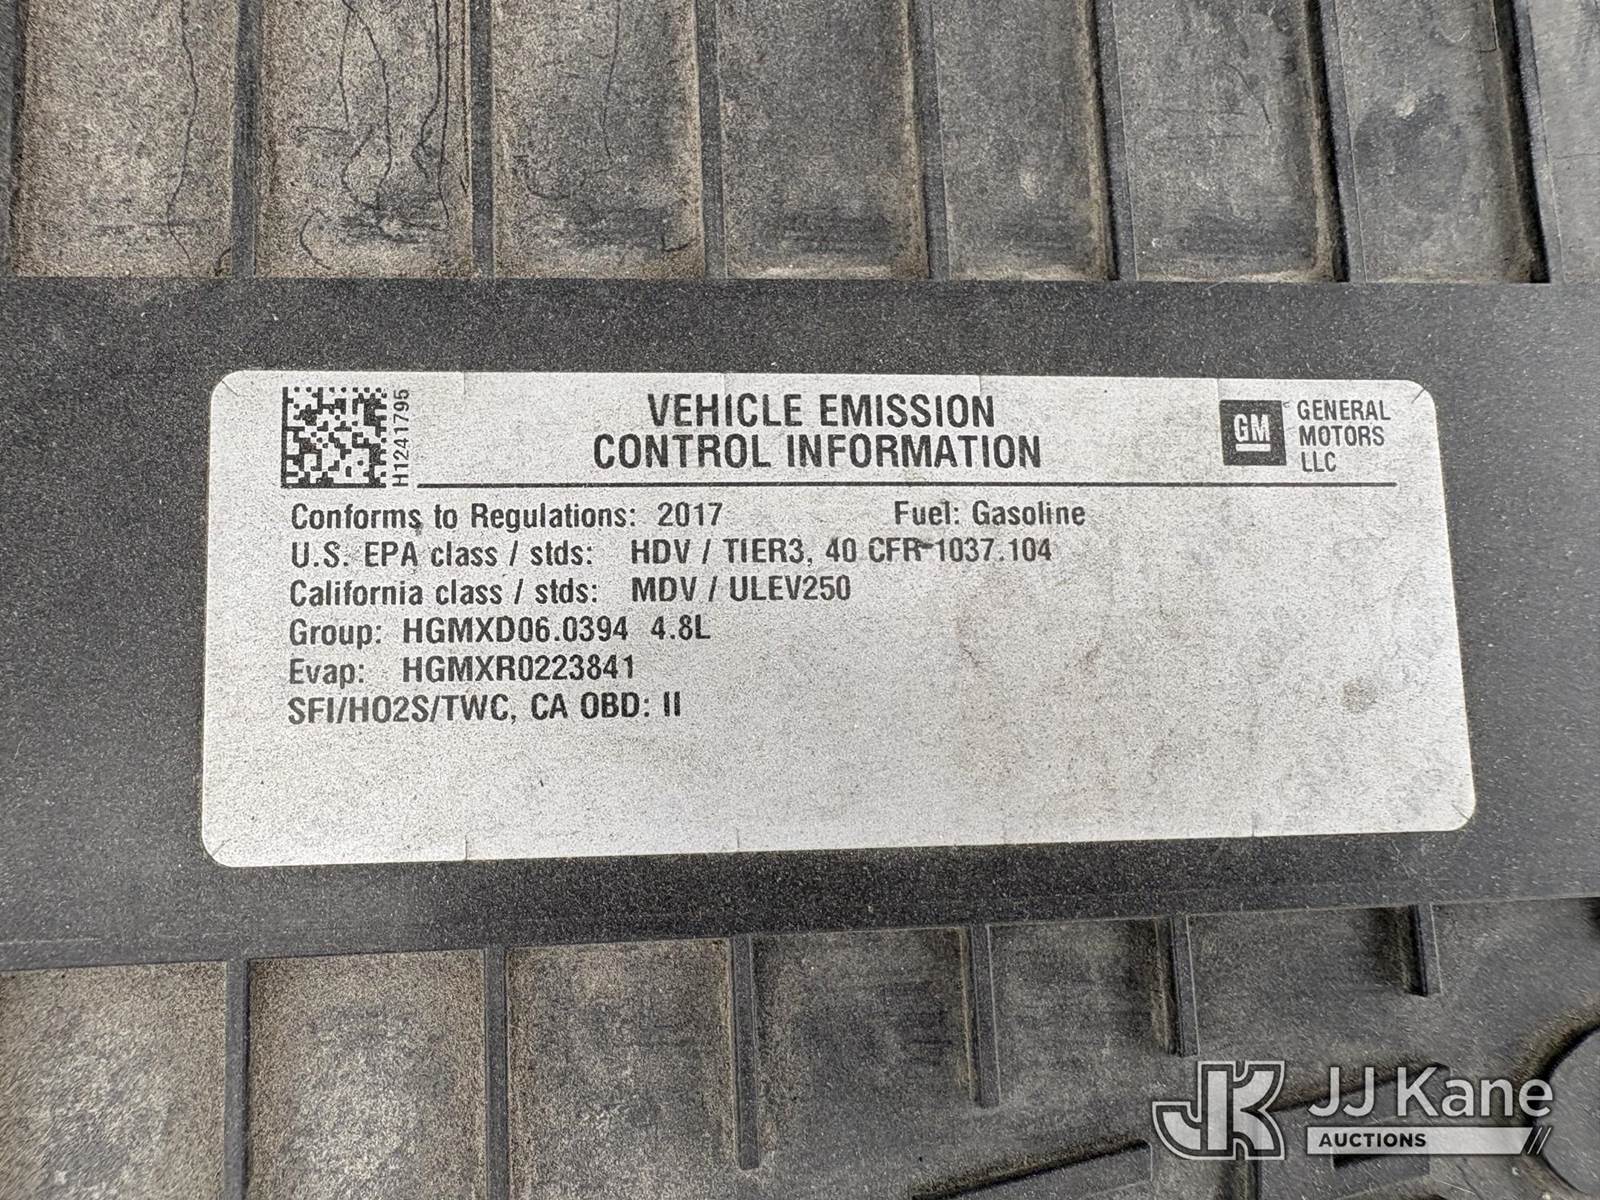 H1241795
VEHICLE EMISSION
CONTROL INFORMATION
GM
GENERAL
MOTORS
LLC
Conforms to Regulations: 2017 Fuel: Gasoline
U.S. EPA class / stds: HDV / TIER3, 40 CFR 1037.104
California class / stds: MDV / ULEV250
Group: HGMXD06.0394 4.8L
Evap: HGMXR0223841
SFI/HO2S/TWC, CA OBD: II
JK JJ Kane
AUCTIONS